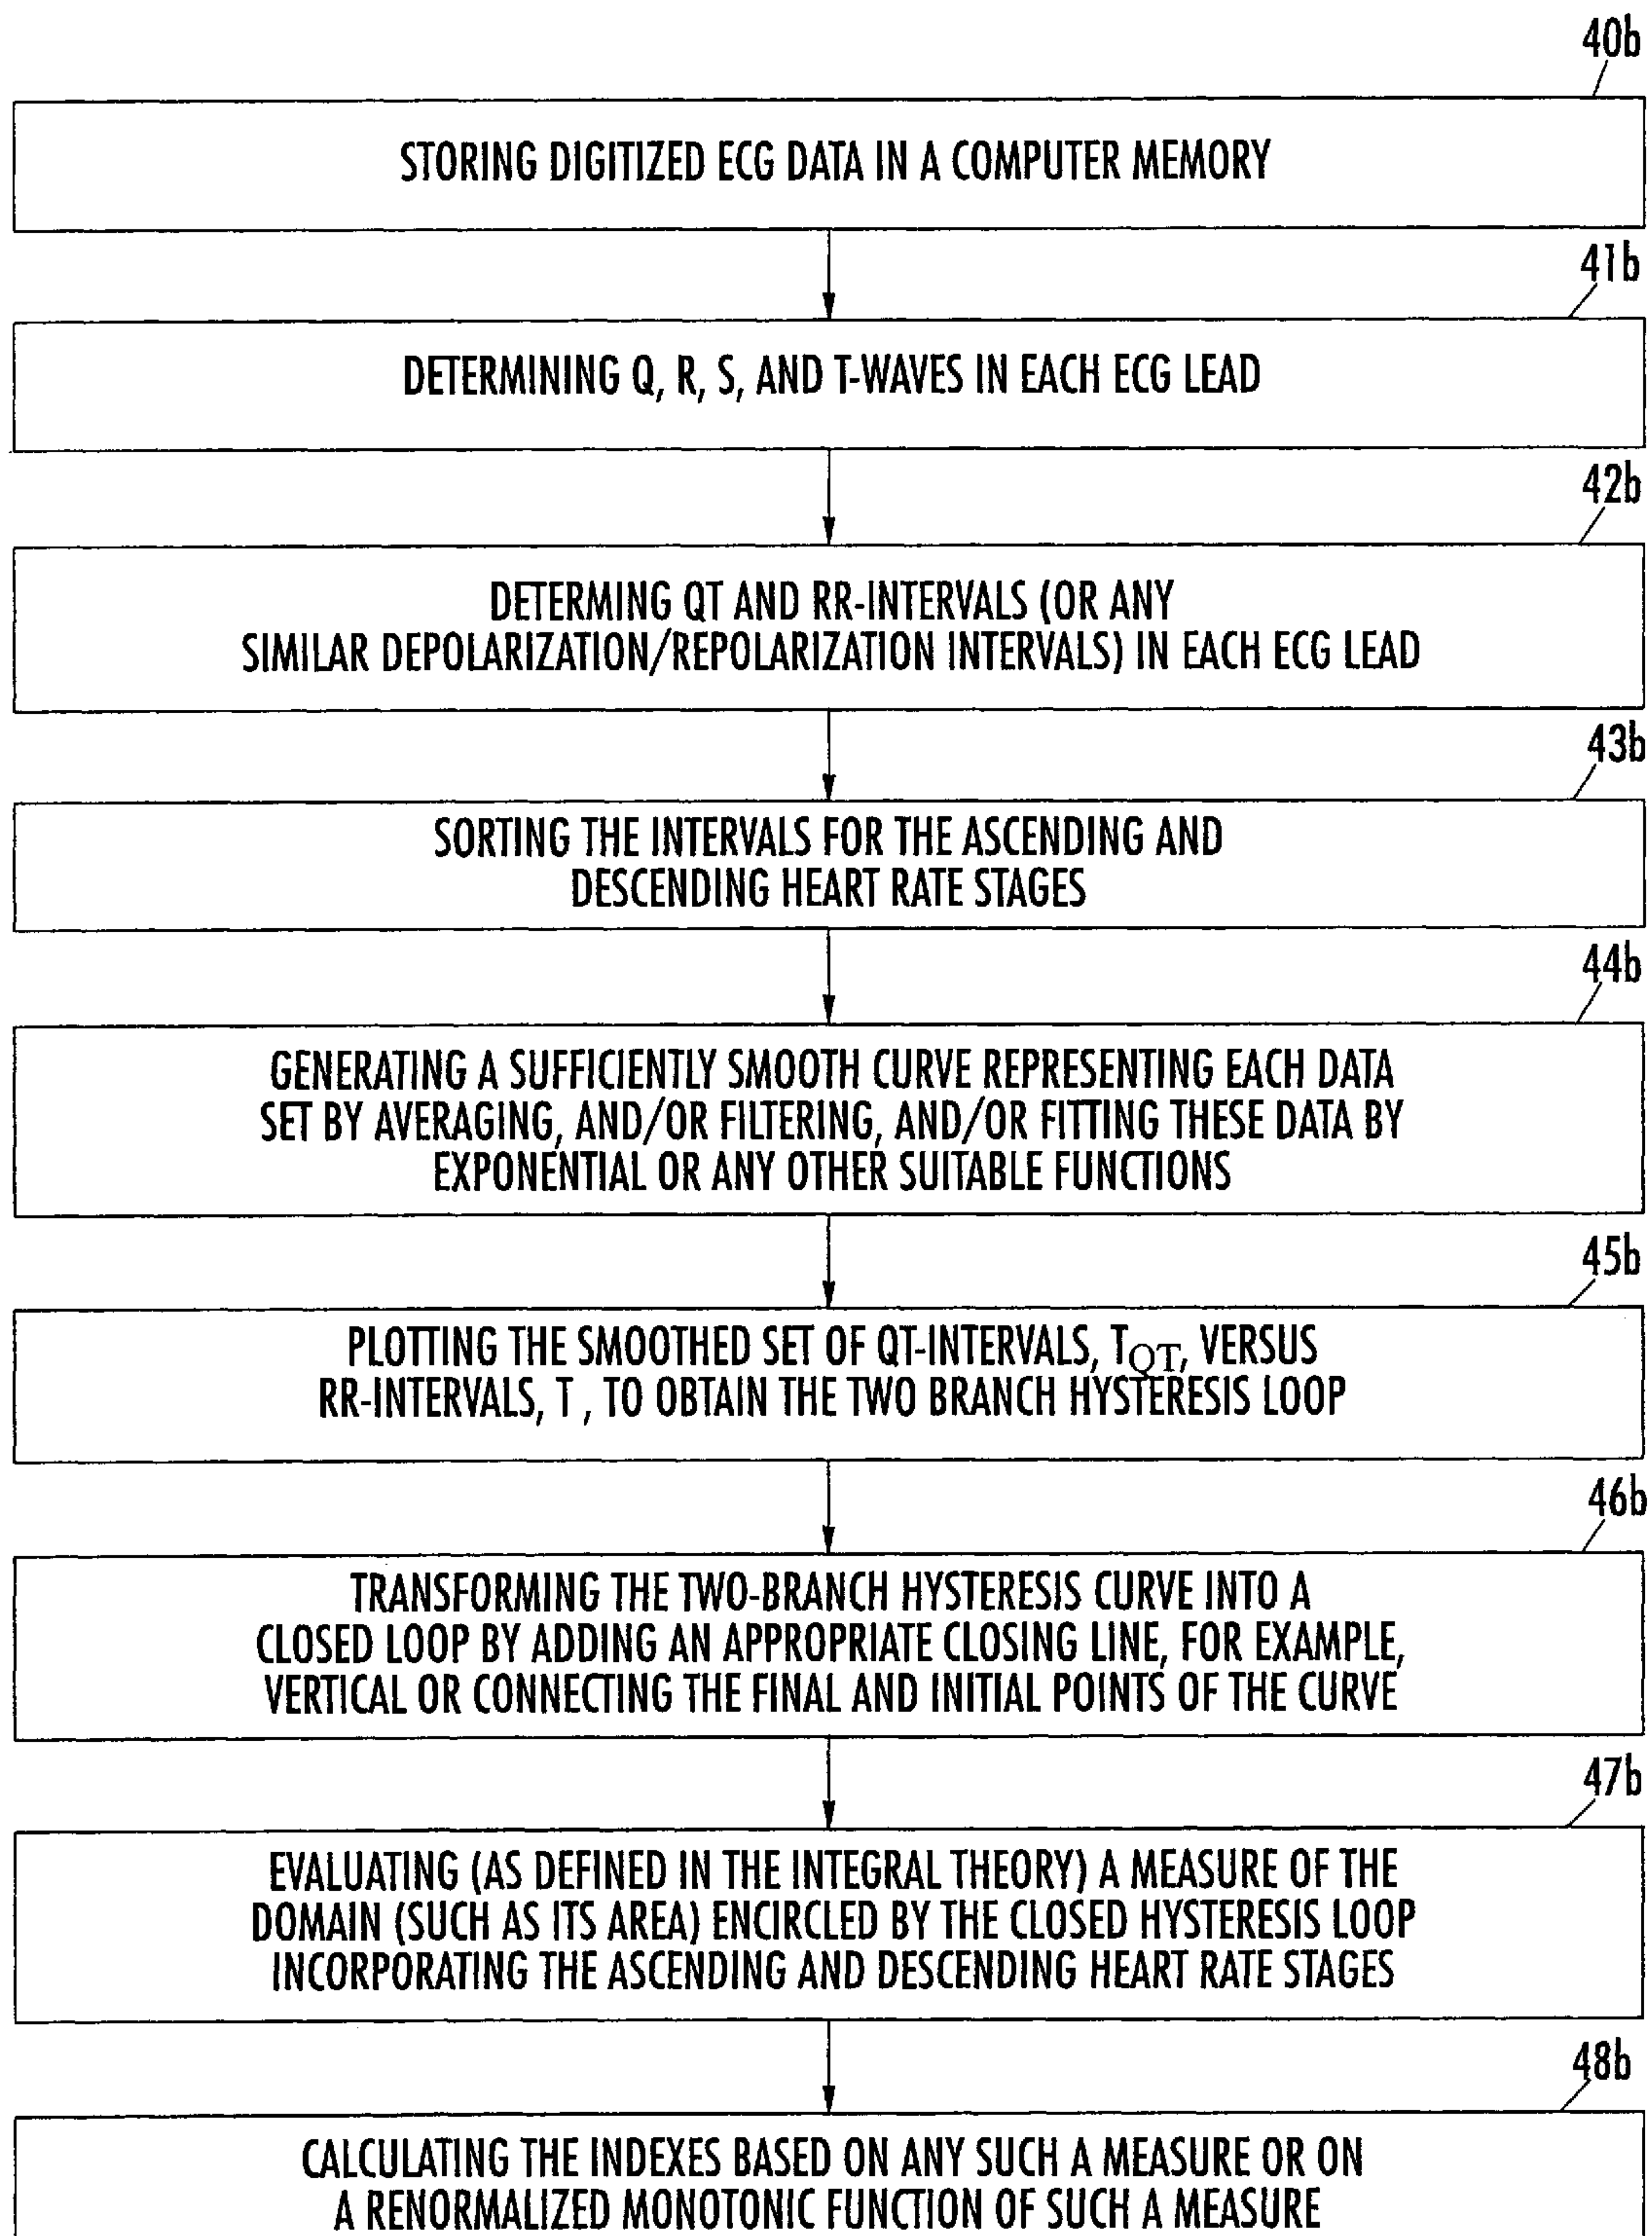 40b
STORING DIGITIZED ECG DATA IN A COMPUTER MEMORY
41b
DETERMINING Q, R, S, AND T-WAVES IN EACH ECG LEAD
42b
DETERMING QT AND RR-INTERVALS (OR ANY
SIMILAR DEPOLARIZATION/REPOLARIZATION INTERVALS) IN EACH ECG LEAD
43b
SORTING THE INTERVALS FOR THE ASCENDING AND
DESCENDING HEART RATE STAGES
44b
GENERATING A SUFFICIENTLY SMOOTH CURVE REPRESENTING EACH DATA
SET BY AVERAGING, AND/OR FILTERING, AND/OR FITTING THESE DATA BY
EXPONENTIAL OR ANY OTHER SUITABLE FUNCTIONS
45b
PLOTTING THE SMOOTHED SET OF QT-INTERVALS, TQT, VERSUS
RR-INTERVALS, T , TO OBTAIN THE TWO BRANCH HYSTERESIS LOOP
46b
TRANSFORMING THE TWO-BRANCH HYSTERESIS CURVE INTO A
CLOSED LOOP BY ADDING AN APPROPRIATE CLOSING LINE, FOR EXAMPLE,
VERTICAL OR CONNECTING THE FINAL AND INITIAL POINTS OF THE CURVE
47b
EVALUATING (AS DEFINED IN THE INTEGRAL THEORY) A MEASURE OF THE
DOMAIN (SUCH AS ITS AREA) ENCIRCLED BY THE CLOSED HYSTERESIS LOOP
INCORPORATING THE ASCENDING AND DESCENDING HEART RATE STAGES
48b
CALCULATING THE INDEXES BASED ON ANY SUCH A MEASURE OR ON
A RENORMALIZED MONOTONIC FUNCTION OF SUCH A MEASURE